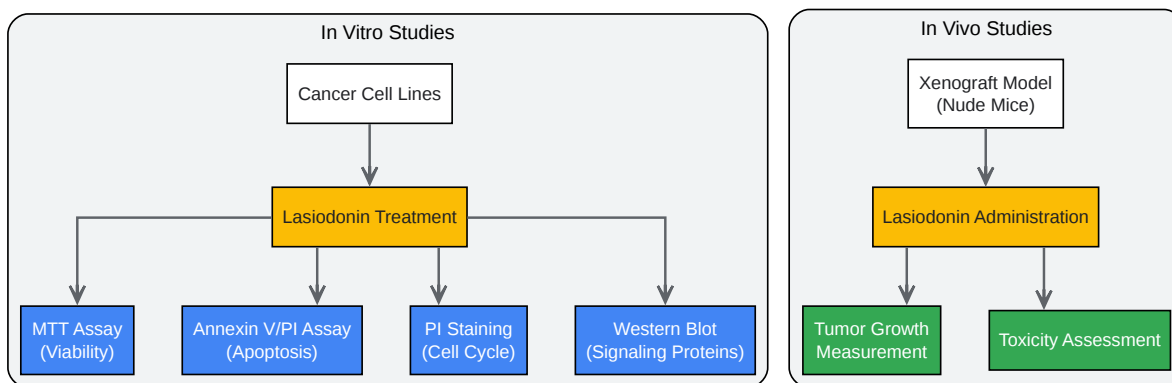 In Vitro Studies
Cancer Cell Lines
Lasiodonin Treatment
MTT Assay
(Viability)
Annexin V/PI Assay
(Apoptosis)
PI Staining
(Cell Cycle)
Western Blot
(Signaling Proteins)
In Vivo Studies
Xenograft Model
(Nude Mice)
Lasiodonin Administration
Tumor Growth
Measurement
Toxicity Assessment